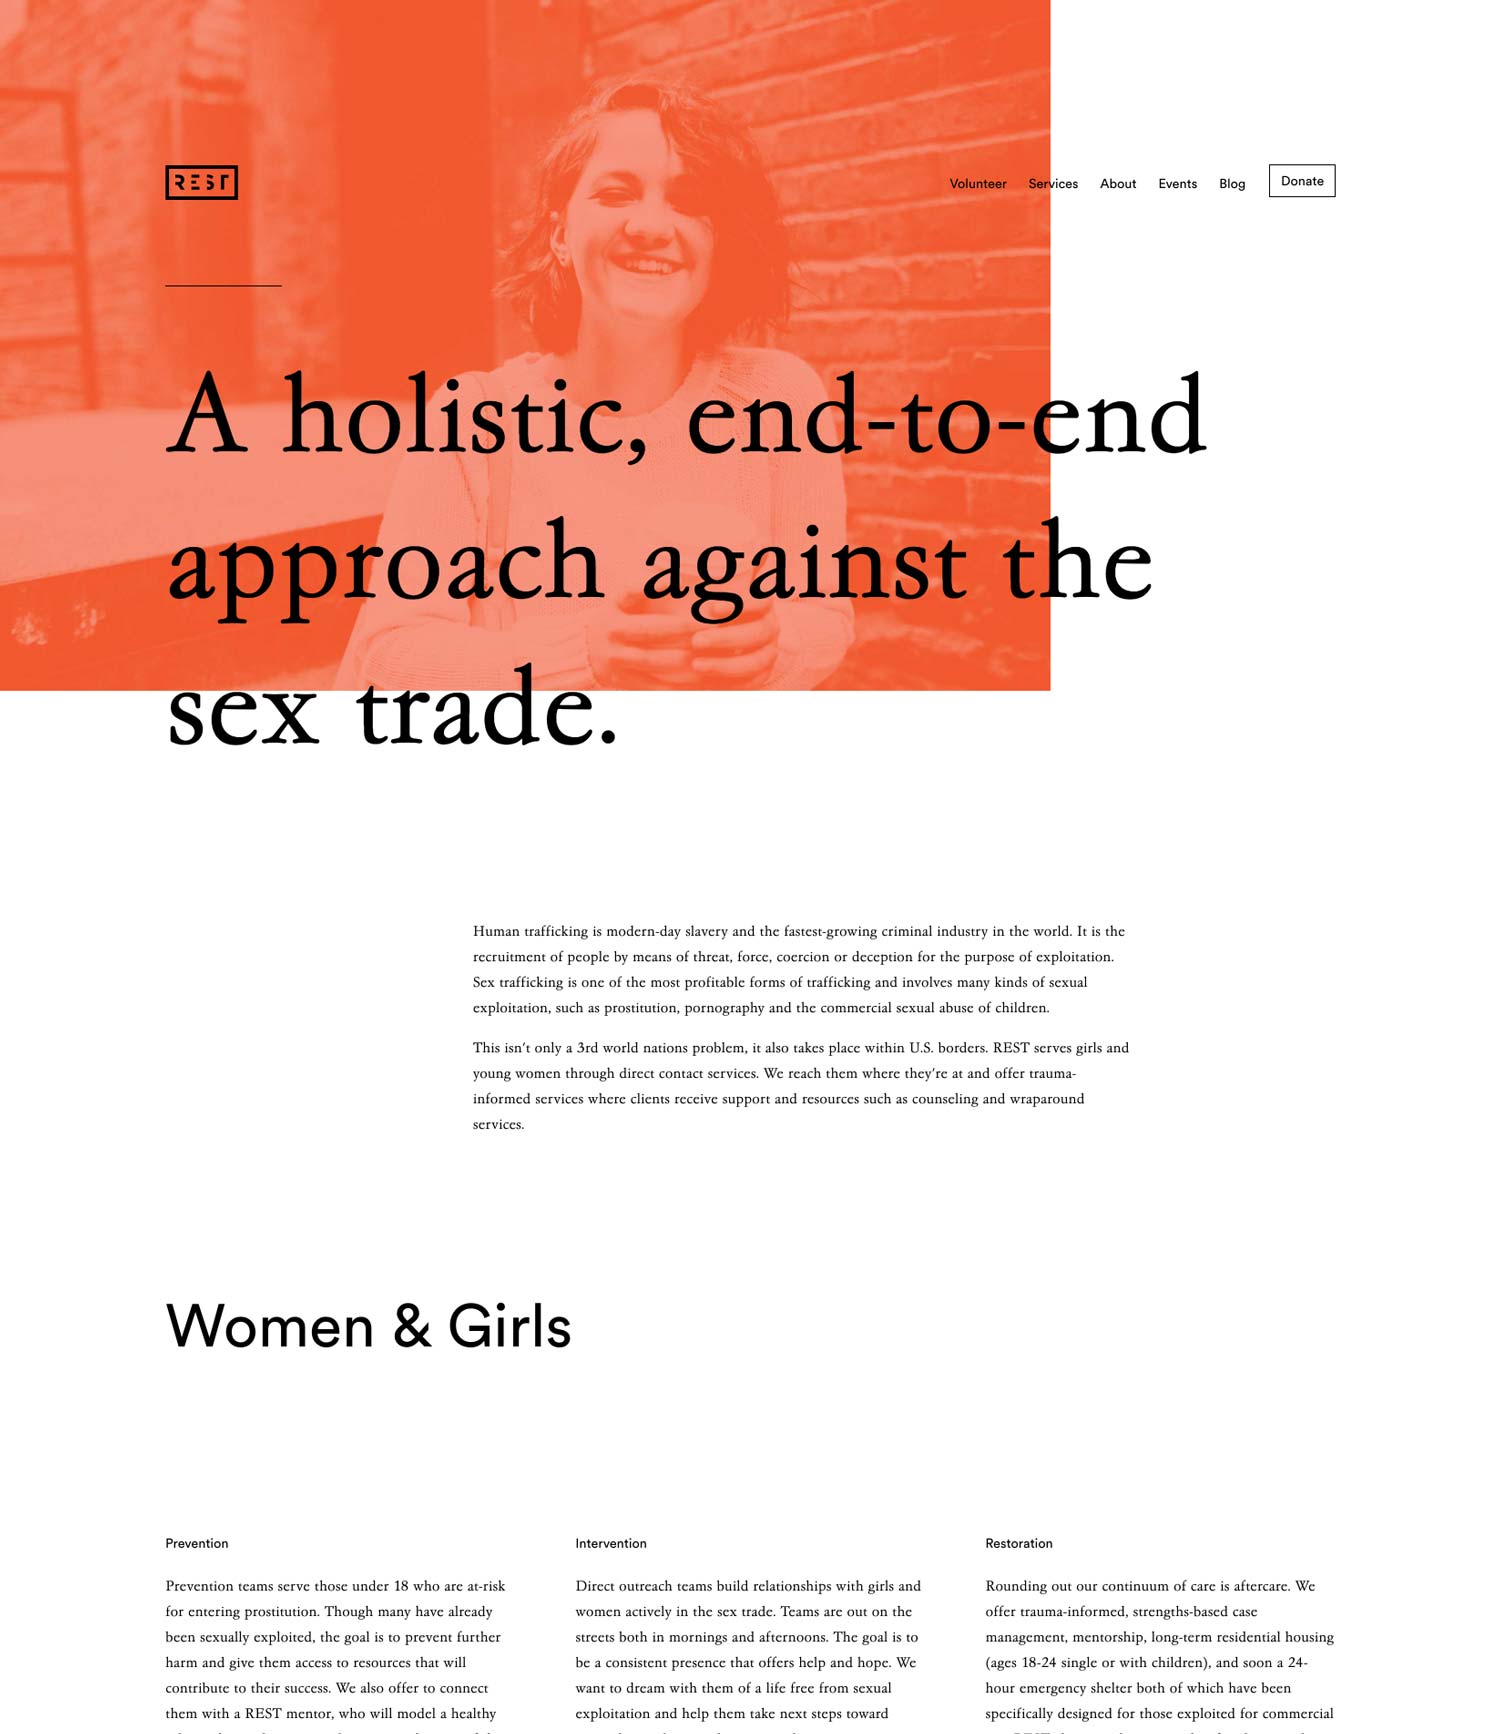 REST
Volunteer Services About Events Blog Donate
A holistic, end-to-end
approach against the
sex trade.
Human trafficking is modern-day slavery and the fastest-growing criminal industry in the world. It is the
recruitment of people by means of threat, force, coercion or deception for the purpose of exploitation.
Sex trafficking is one of the most profitable forms of trafficking and involves many kinds of sexual
exploitation, such as prostitution, pornography and the commercial sexual abuse of children.
This isn't only a 3rd world nations problem, it also takes place within U.S. borders. REST serves girls and
young women through direct contact services. We reach them where they're at and offer trauma-
informed services where clients receive support and resources such as counseling and wraparound
services.
Women & Girls
Prevention
Prevention teams serve those under 18 who are at-risk
for entering prostitution. Though many have already
been sexually exploited, the goal is to prevent further
harm and give them access to resources that will
contribute to their success. We also offer to connect
them with a REST mentor, who will model a healthy
Intervention
Direct outreach teams build relationships with girls and
women actively in the sex trade. Teams are out on the
streets both in mornings and afternoons. The goal is to
be a consistent presence that offers help and hope. We
want to dream with them of a life free from sexual
exploitation and help them take next steps toward
Restoration
Rounding out our continuum of care is aftercare. We
offer trauma-informed, strengths-based case
management, mentorship, long-term residential housing
(ages 18-24 single or with children), and soon a 24-
hour emergency shelter both of which have been
specifically designed for those exploited for commercial